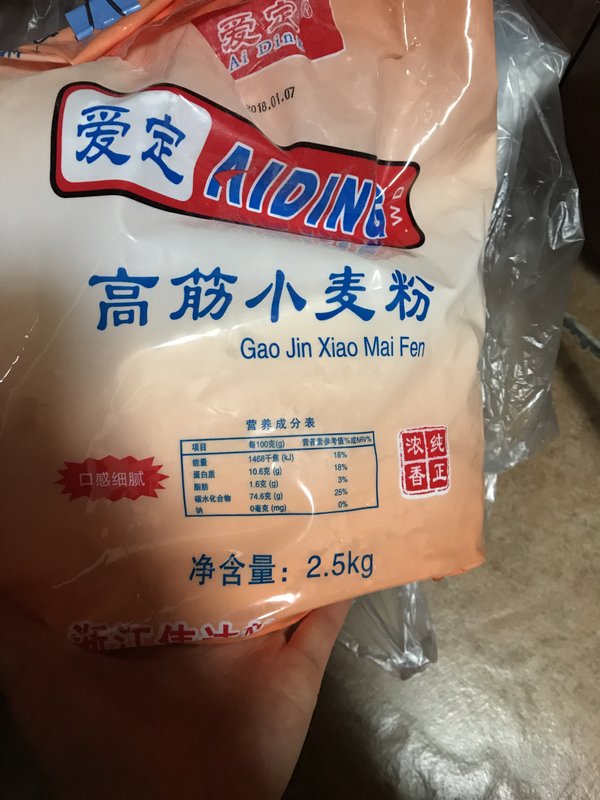 爱定
Ai Ding
2018.01.07
爱定 AIDING
高筋小麦粉
Gao Jin Xiao Mai Fen
营养成分表
项目 每100克(g) 营养素参考值%或NRV%
能量 1468千焦 (kJ) 18%
蛋白质 10.6克 (g) 18%
脂肪 1.6克 (g) 3%
碳水化合物 74.6克 (g) 25%
钠 0毫克 (mg) 0%
口感细腻
浓香纯正
净含量：2.5kg
浙江伟达